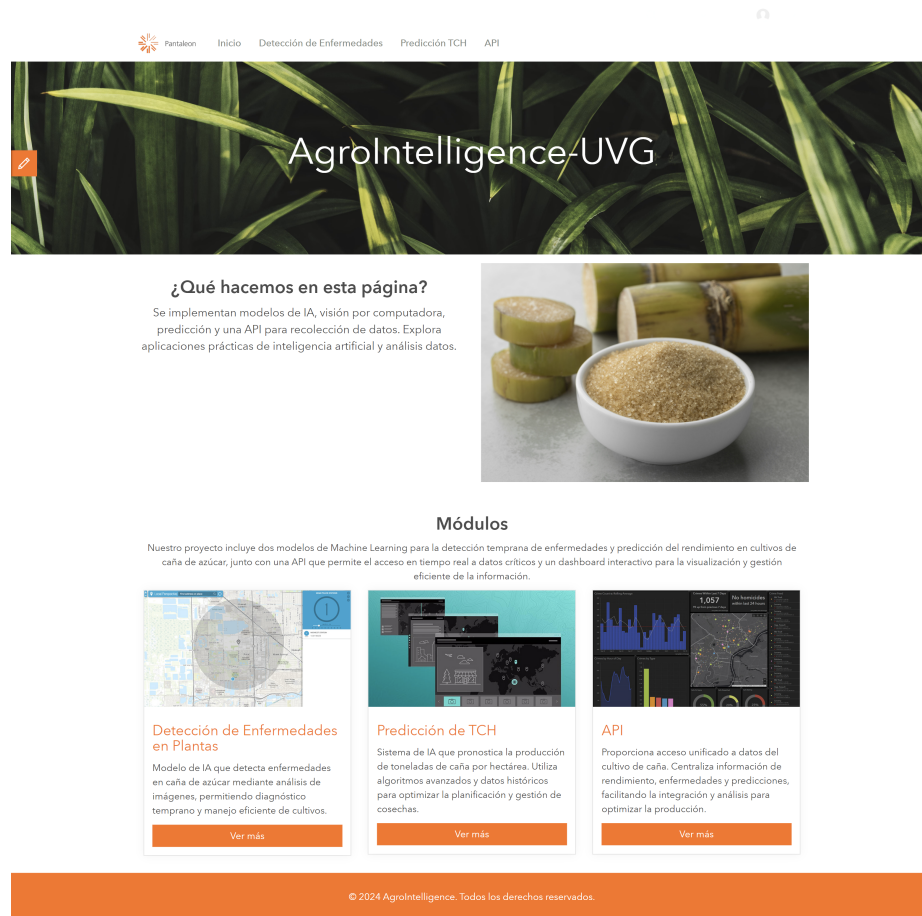 Pantaleon Inicio Detección de Enfermedades Predicción TCH API
AgroIntelligence-UVG
¿Qué hacemos en esta página?
Se implementan modelos de IA, visión por computadora,
predicción y una API para recolección de datos. Explora
aplicaciones prácticas de inteligencia artificial y análisis datos.
Módulos
Nuestro proyecto incluye dos modelos de Machine Learning para la detección temprana de enfermedades y predicción del rendimiento en cultivos de
caña de azúcar, junto con una API que permite el acceso en tiempo real a datos críticos y un dashboard interactivo para la visualización y gestión
eficiente de la información.
1,057
No homicides
within last 24 hours
Detección de Enfermedades
en Plantas
Modelo de IA que detecta enfermedades
en caña de azúcar mediante análisis de
imágenes, permitiendo diagnóstico
temprano y manejo eficiente de cultivos.
Ver más
Predicción de TCH
Sistema de IA que pronostica la producción
de toneladas de caña por hectárea. Utiliza
algoritmos avanzados y datos históricos
para optimizar la planificación y gestión de
cosechas.
Ver más
API
Proporciona acceso unificado a datos del
cultivo de caña. Centraliza información de
rendimiento, enfermedades y predicciones,
facilitando la integración y análisis para
optimizar la producción.
Ver más
© 2024 AgroIntelligence. Todos los derechos reservados.